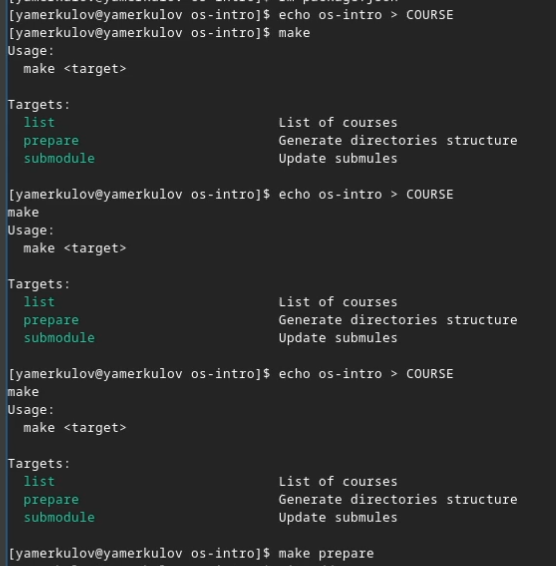 [yamerkulov@yamerkulov os-intro]$ echo os-intro > COURSE
[yamerkulov@yamerkulov os-intro]$ make
Usage:
  make <target>
Targets:
  list                            List of courses
  prepare                         Generate directories structure
  submodule                       Update submules
[yamerkulov@yamerkulov os-intro]$ echo os-intro > COURSE
make
Usage:
  make <target>
Targets:
  list                            List of courses
  prepare                         Generate directories structure
  submodule                       Update submules
[yamerkulov@yamerkulov os-intro]$ echo os-intro > COURSE
make
Usage:
  make <target>
Targets:
  list                            List of courses
  prepare                         Generate directories structure
  submodule                       Update submules
[yamerkulov@yamerkulov os-intro]$ make prepare